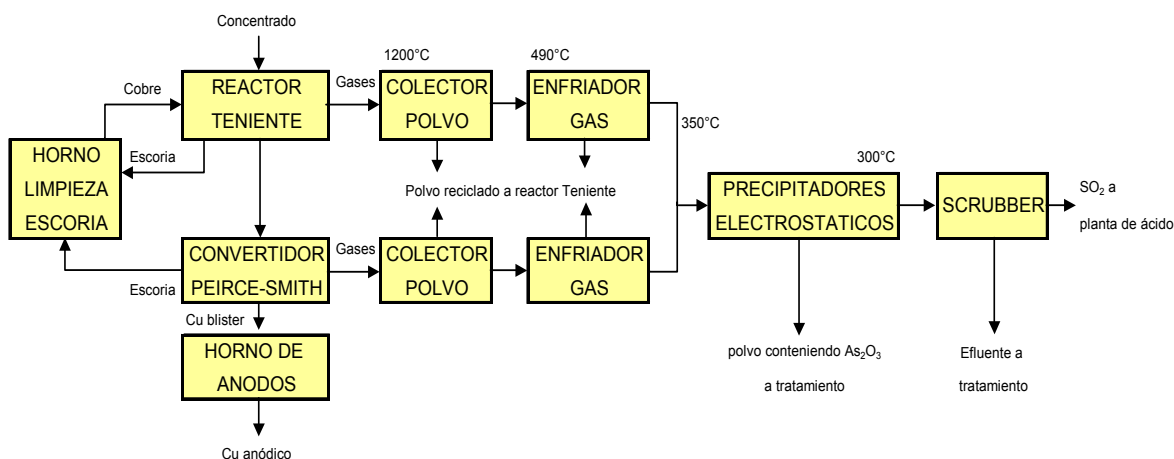 Concentrado
1200°C
490°C
REACTOR
TENIENTE
Gases
COLECTOR
POLVO
ENFRIADOR
GAS
Cobre
350°C
HORNO
LIMPIEZA
ESCORIA
Escoria
300°C
Polvo reciclado a reactor Teniente
PRECIPITADORES
ELECTROSTATICOS
SCRUBBER
SO₂ a
planta de ácido
CONVERTIDOR
PEIRCE-SMITH
Gases
COLECTOR
POLVO
ENFRIADOR
GAS
Escoria
Cu blister
HORNO DE
ANODOS
polvo conteniendo As₂O₃
a tratamiento
Efluente a
tratamiento
Cu anódico